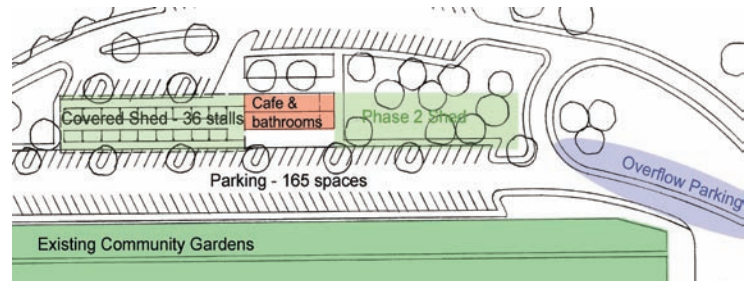 Cafe &
bathrooms
Covered Shed - 36 stalls
Phase 2 Shed
Parking - 165 spaces
Overflow Parking
Existing Community Gardens